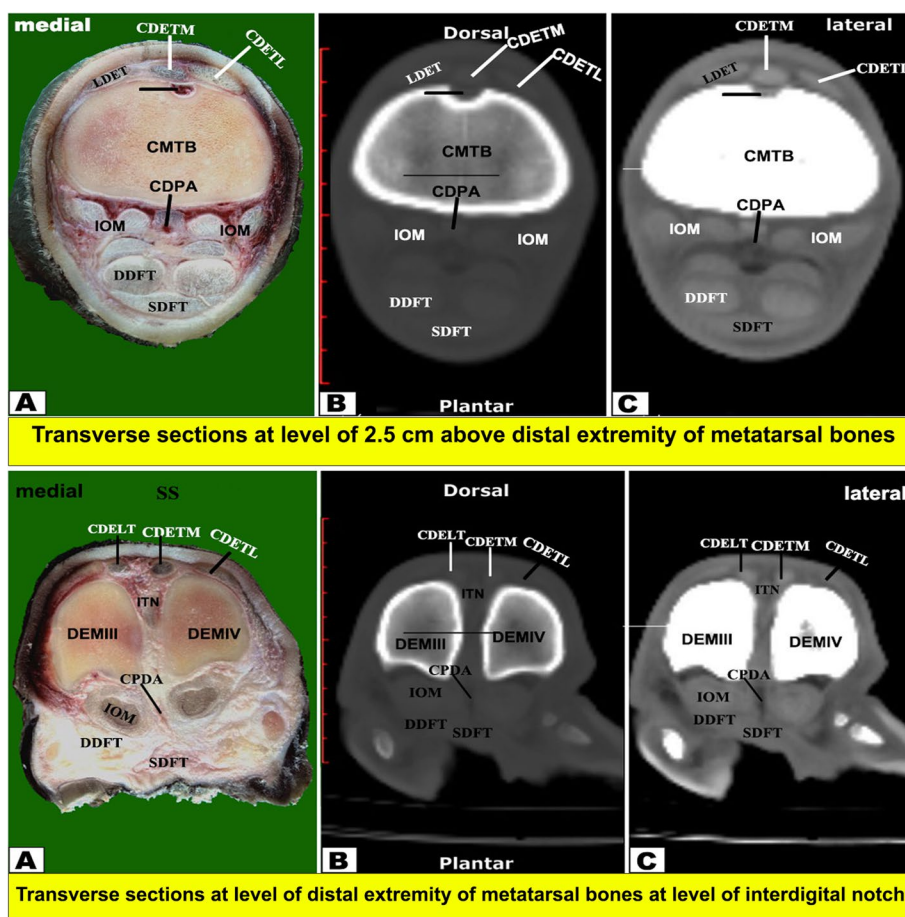 medial
CDETM
CDETL
LDET
CMTB
CDPA
IOM
IOM
DDFT
SDFT
A
Dorsal
CDETM
CDETL
LDET
CMTB
CDPA
IOM
IOM
DDFT
SDFT
B
Plantar
lateral
CDETM
CDETL
LDET
CMTB
CDPA
IOM
IOM
DDFT
SDFT
C
Transverse sections at level of 2.5 cm above distal extremity of metatarsal bones
medial
SS
CDELT
CDETM
CDETL
ITN
DEMIII
DEMIV
CPDA
IOM
DDFT
SDFT
A
Dorsal
CDELT
CDETM
CDETL
ITN
DEMIII
DEMIV
CPDA
IOM
DDFT
SDFT
B
Plantar
lateral
CDELT
CDETM
CDETL
ITN
DEMIII
DEMIV
CPDA
IOM
DDFT
SDFT
C
Transverse sections at level of distal extremity of metatarsal bones at level of interdigital notch